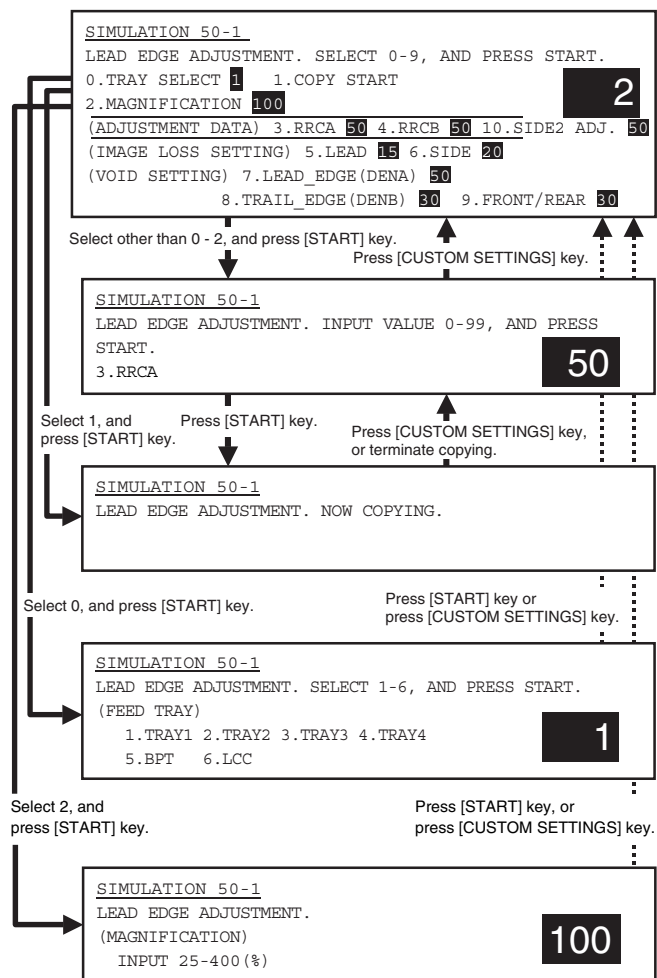 SIMULATION 50-1
LEAD EDGE ADJUSTMENT. SELECT 0-9, AND PRESS START.
0.TRAY SELECT 1 1.COPY START
2
2.MAGNIFICATION 100
(ADJUSTMENT DATA) 3.RRCA 50 4.RRCB 50 10.SIDE2 ADJ. 50
(IMAGE LOSS SETTING) 5.LEAD 15 6.SIDE 20
(VOID SETTING) 7.LEAD_EDGE(DENA) 50
8.TRAIL_EDGE(DENB) 30 9.FRONT/REAR 30
Select other than 0 - 2, and press [START] key.
Press [CUSTOM SETTINGS] key.
SIMULATION 50-1
LEAD EDGE ADJUSTMENT. INPUT VALUE 0-99, AND PRESS
START.
50
3.RRCA
Select 1, and
press [START] key.
Press [START] key.
Press [CUSTOM SETTINGS] key,
or terminate copying.
SIMULATION 50-1
LEAD EDGE ADJUSTMENT. NOW COPYING.
Select 0, and press [START] key.
Press [START] key or
press [CUSTOM SETTINGS] key.
SIMULATION 50-1
LEAD EDGE ADJUSTMENT. SELECT 1-6, AND PRESS START.
(FEED TRAY)
1.TRAY1 2.TRAY2 3.TRAY3 4.TRAY4
1
5.BPT 6.LCC
Select 2, and
press [START] key.
Press [START] key, or
press [CUSTOM SETTINGS] key.
SIMULATION 50-1
LEAD EDGE ADJUSTMENT.
(MAGNIFICATION)
100
INPUT 25-400(%)